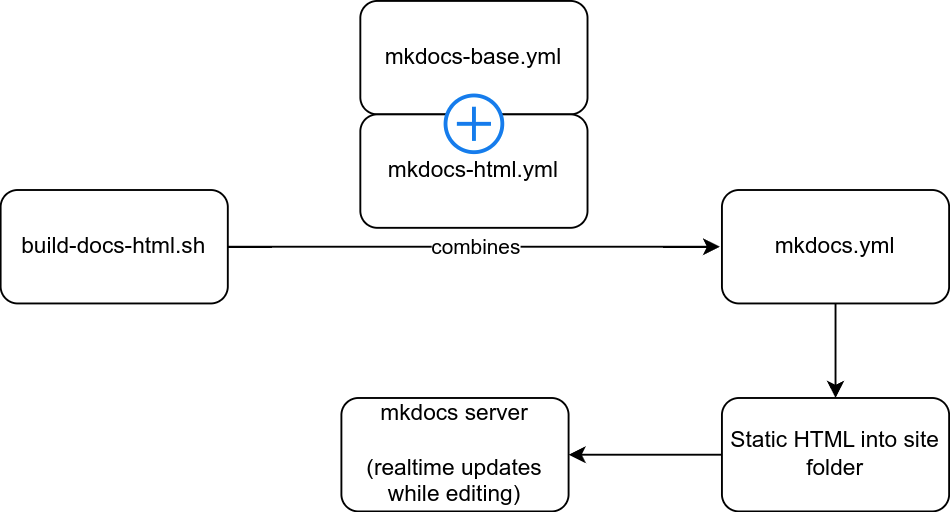 mkdocs-base.yml
mkdocs-html.yml
build-docs-html.sh
combines
mkdocs.yml
Static HTML into site
folder
mkdocs server
(realtime updates
while editing)